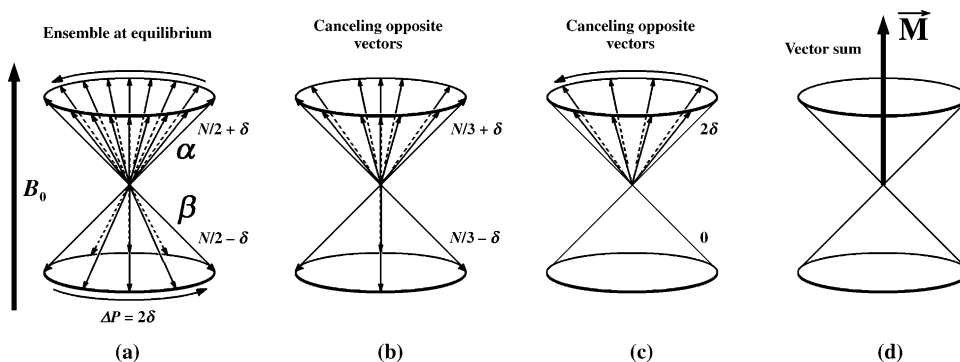 Ensemble at equilibrium
B₀
N/2 + δ
α
β
N/2 – δ
ΔP = 2δ
(a)
Canceling opposite
vectors
N/3 + δ
N/3 – δ
(b)
Canceling opposite
vectors
2δ
0
(c)
M⃗
Vector sum
(d)